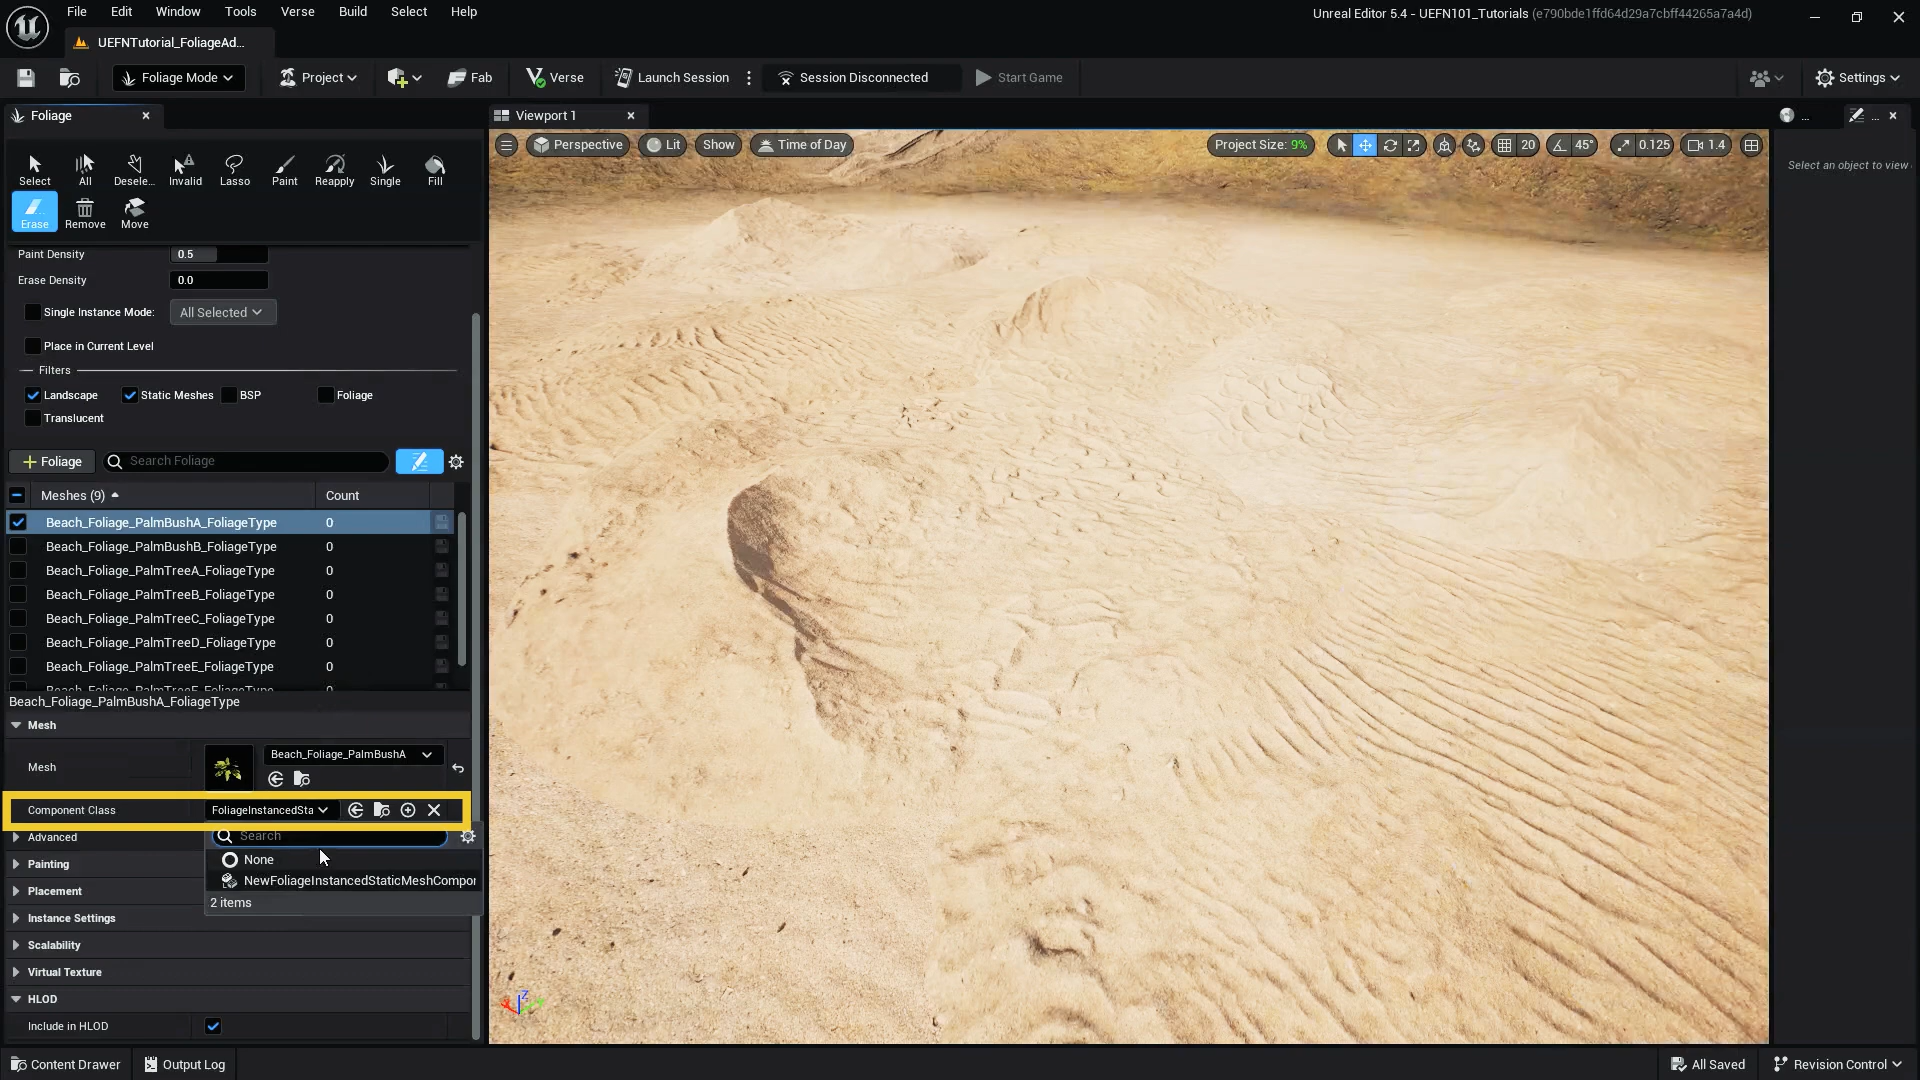 File Edit Window Tools Verse Build Select Help
Unreal Editor 5.4 - UEFN101_Tutorials (e790bde1ffd64d29a7cbff44265a7a4d)
UEFNTutorial_FoliageAd...
Foliage Mode Project Fab Verse Launch Session Session Disconnected Start Game Settings
Foliage
Viewport 1
... ...
Perspective Lit Show Time of Day Project Size: 9% 20 45° 0.125 1.4
Select an object to view
Select All Desele... Invalid Lasso Paint Reapply Single Fill
Erase Remove Move
Paint Density 0.5
Erase Density 0.0
Single Instance Mode: All Selected
Place in Current Level
Filters
Landscape Static Meshes BSP Foliage
Translucent
+ Foliage Search Foliage
Meshes (9) Count
Beach_Foliage_PalmBushA_FoliageType 0
Beach_Foliage_PalmBushB_FoliageType 0
Beach_Foliage_PalmTreeA_FoliageType 0
Beach_Foliage_PalmTreeB_FoliageType 0
Beach_Foliage_PalmTreeC_FoliageType 0
Beach_Foliage_PalmTreeD_FoliageType 0
Beach_Foliage_PalmTreeE_FoliageType 0
Beach_Foliage_PalmTreeF_FoliageType 0
Beach_Foliage_PalmBushA_FoliageType
Mesh
Mesh Beach_Foliage_PalmBushA
Component Class FoliageInstancedSta
Advanced Search
None
Painting
NewFoliageInstancedStaticMeshCompor
Placement
2 items
Instance Settings
Scalability
Virtual Texture
HLOD
Include in HLOD
Z
Content Drawer Output Log All Saved Revision Control